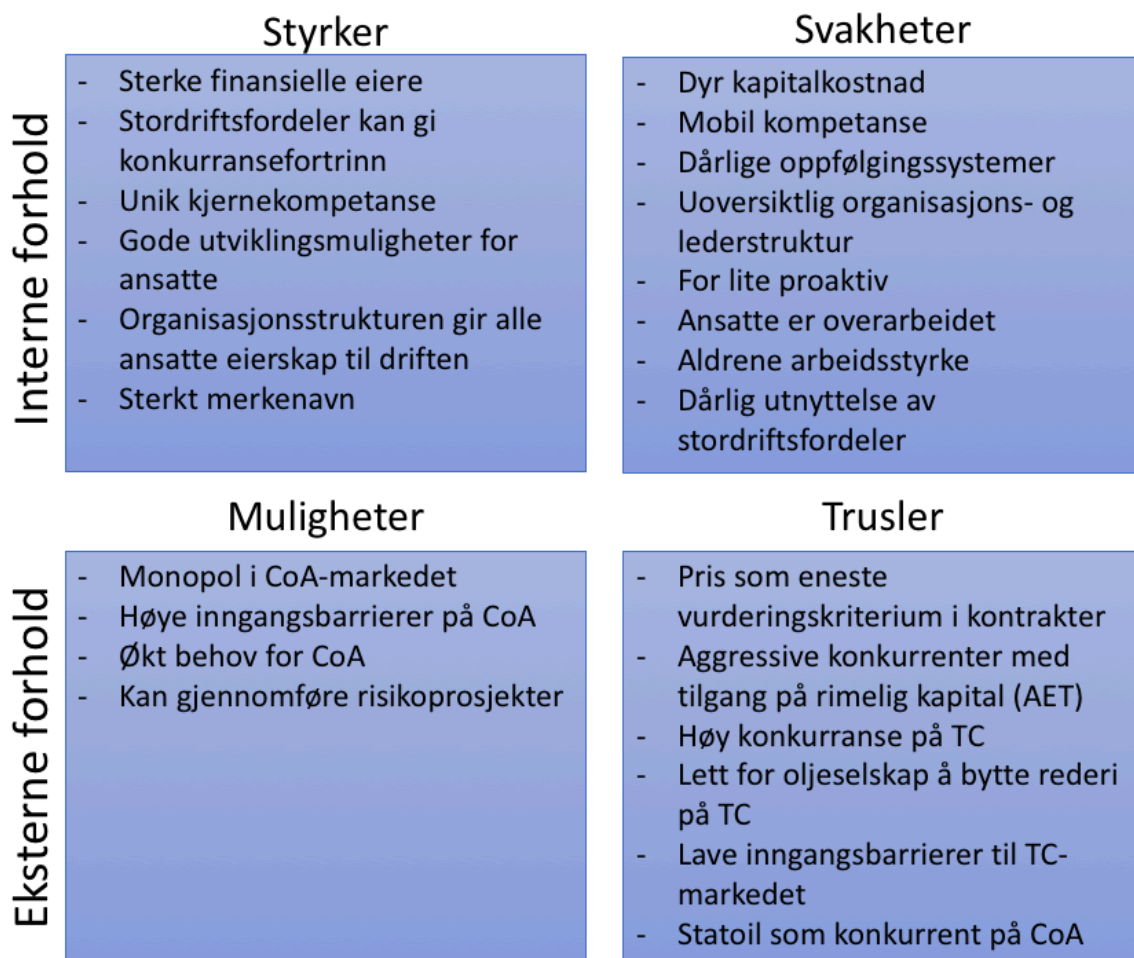 Styrker
Interne forhold
- Sterke finansielle eiere
- Stordriftsfordeler kan gi
konkurransefortrinn
- Unik kjernekompetanse
- Gode utviklingsmuligheter for
ansatte
- Organisasjonsstrukturen gir alle
ansatte eierskap til driften
- Sterkt merkenavn
Svakheter
- Dyr kapitalkostnad
- Mobil kompetanse
- Dårlige oppfølgingssystemer
- Uoversiktlig organisasjons- og
lederstruktur
- For lite proaktiv
- Ansatte er overarbeidet
- Aldrene arbeidsstyrke
- Dårlig utnyttelse av
stordriftsfordeler
Muligheter
Eksterne forhold
- Monopol i CoA-markedet
- Høye inngangsbarrierer på CoA
- Økt behov for CoA
- Kan gjennomføre risikoprosjekter
Trusler
- Pris som eneste
vurderingskriterium i kontrakter
- Aggressive konkurrenter med
tilgang på rimelig kapital (AET)
- Høy konkurranse på TC
- Lett for oljeselskap å bytte rederi
på TC
- Lave inngangsbarrierer til TC-
markedet
- Statoil som konkurrent på CoA